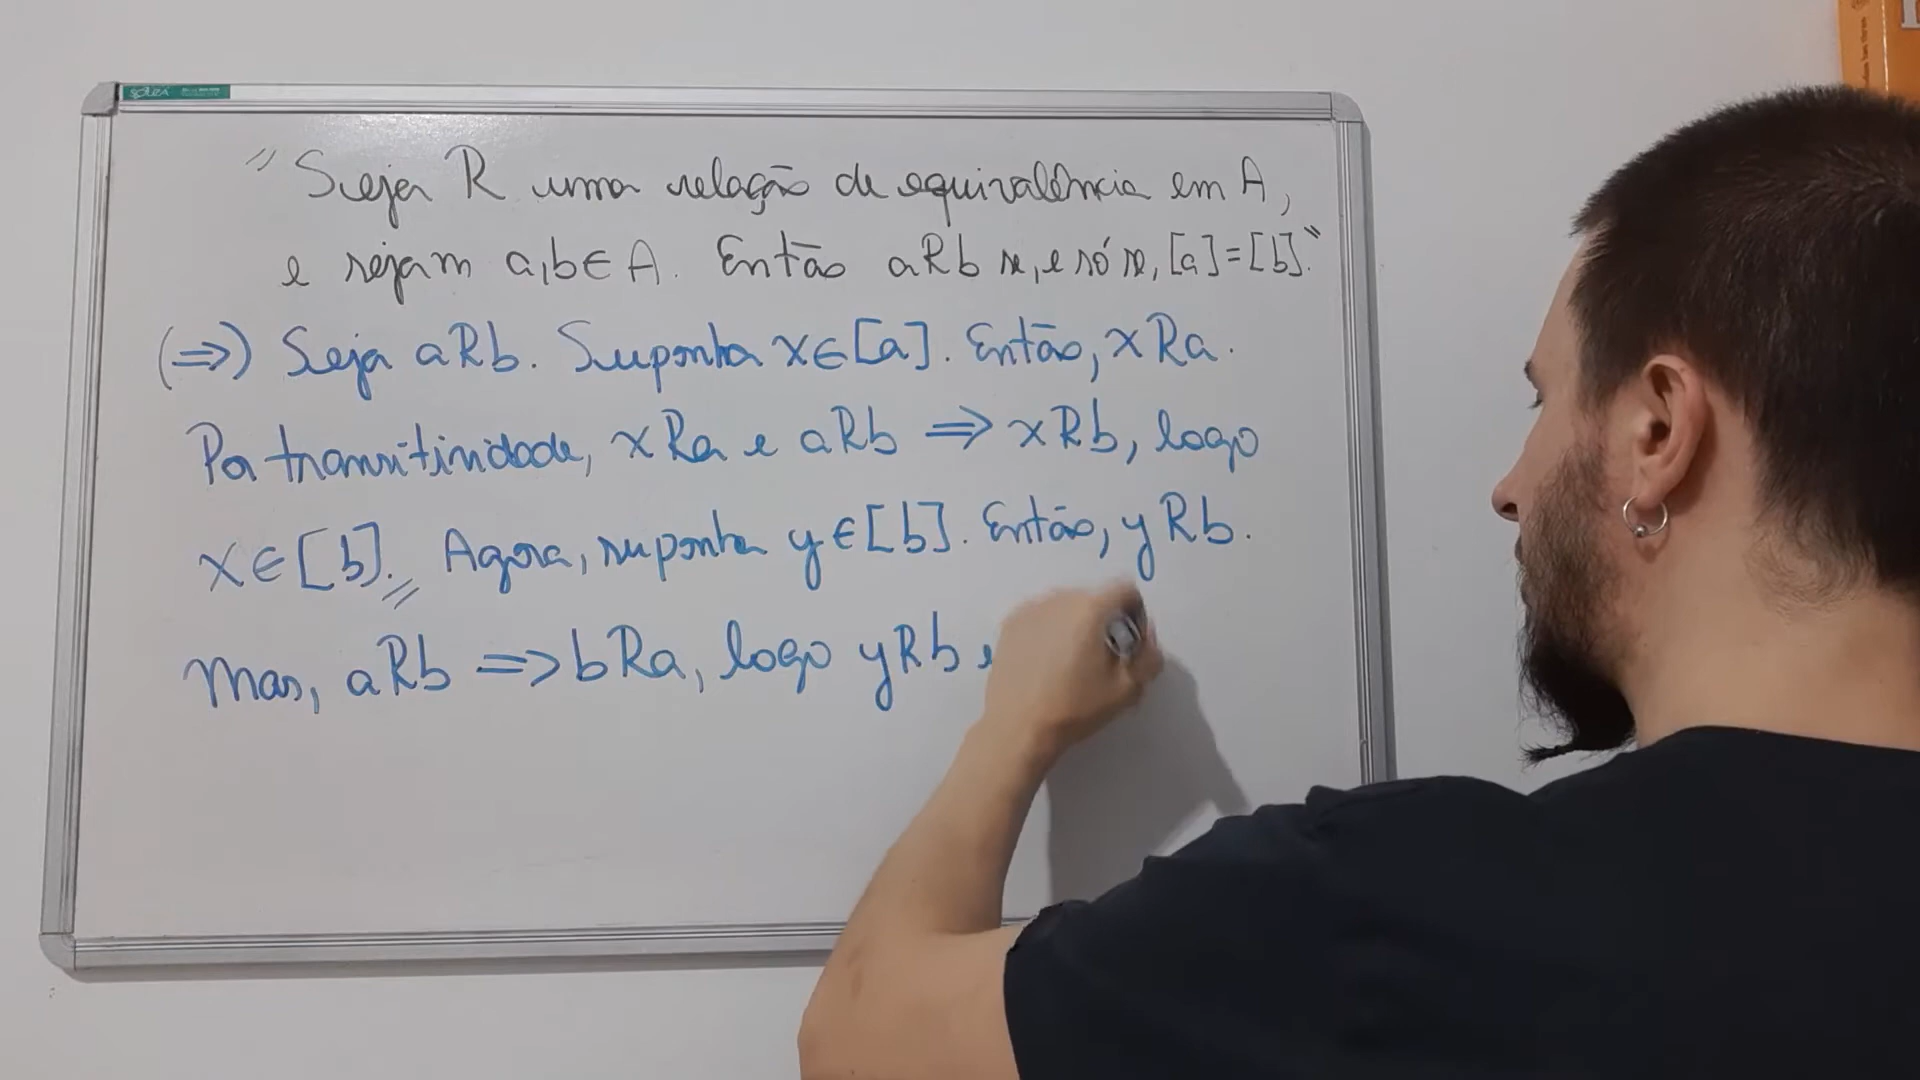 SOUZA
"Seja R uma relação de equivalência em A,
e sejam a,b∈A. Então aRb se, e só se, [a]=[b]."
(⇒) Seja aRb. Suponha x∈[a]. Então, xRa.
Por transitividade, xRa e aRb ⇒ xRb, logo
x∈[b]. Agora, suponha y∈[b]. Então, yRb.
Mas, aRb ⇒ bRa, logo yRb e